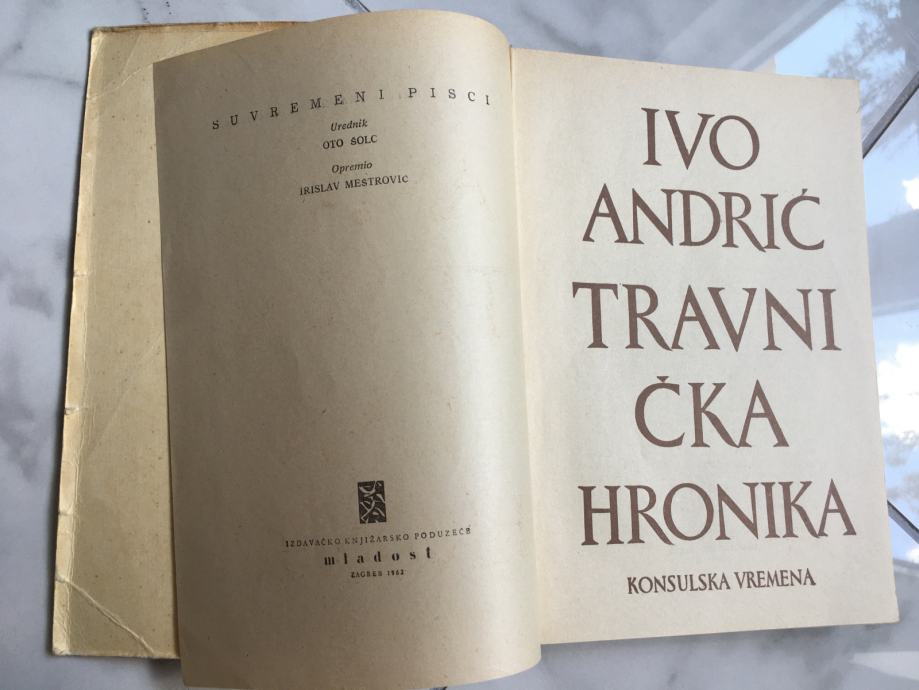 SUVREMENI PISCI
Urednik
OTO ŠOLC
Opremio
IRISLAV MEŠTROVIĆ
IZDAVAČKO KNJIŽARSKO PODUZEĆE
mladost
ZAGREB 1962
IVO
ANDRIĆ
TRAVNI
ČKA
HRONIKA
KONSULSKA VREMENA